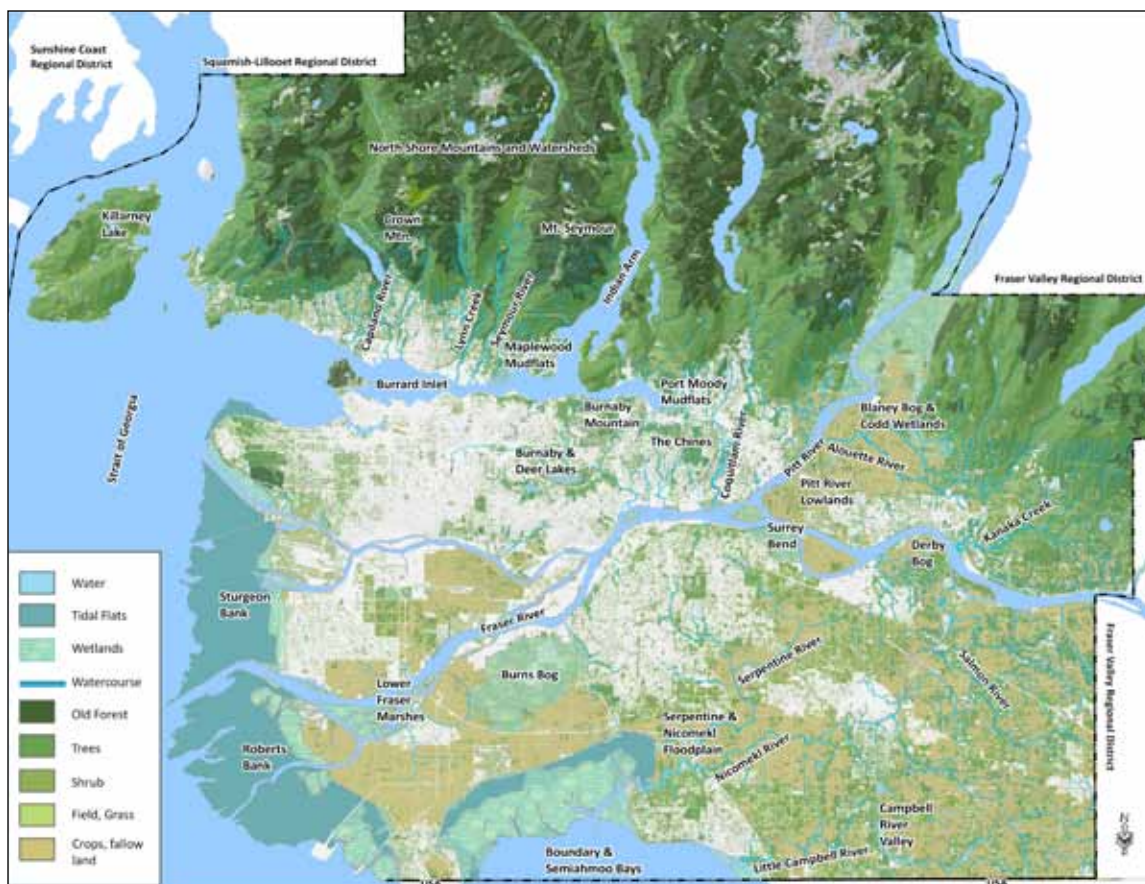 Sunshine Coast
Regional District
Squamish-Lillooet Regional District
North Shore Mountains and Watersheds
Killarney
Lake
Crown
Mtn.
Mt. Seymour
Indian Arm
Fraser Valley Regional District
Capilano River
Lynn Creek
Seymour River
Maplewood
Mudflats
Burrard Inlet
Port Moody
Mudflats
Strait of Georgia
Burnaby
Mountain
Blaney Bog &
Codd Wetlands
The Chines
Coquitlam River
Pitt River
Alouette River
Burnaby &
Deer Lakes
Pitt River
Lowlands
Kanaka Creek
Surrey
Bend
Derby
Bog
Water
Tidal Flats
Wetlands
Watercourse
Old Forest
Trees
Shrub
Field, Grass
Crops, fallow
land
Sturgeon
Bank
Fraser River
Serpentine River
Salmon River
Fraser Valley Regional District
Burns Bog
Lower
Fraser
Marshes
Serpentine &
Nicomekl
Floodplain
Roberts
Bank
Nicomekl River
Campbell
River
Valley
Boundary &
Semiahmoo Bays
Little Campbell River
USA
USA